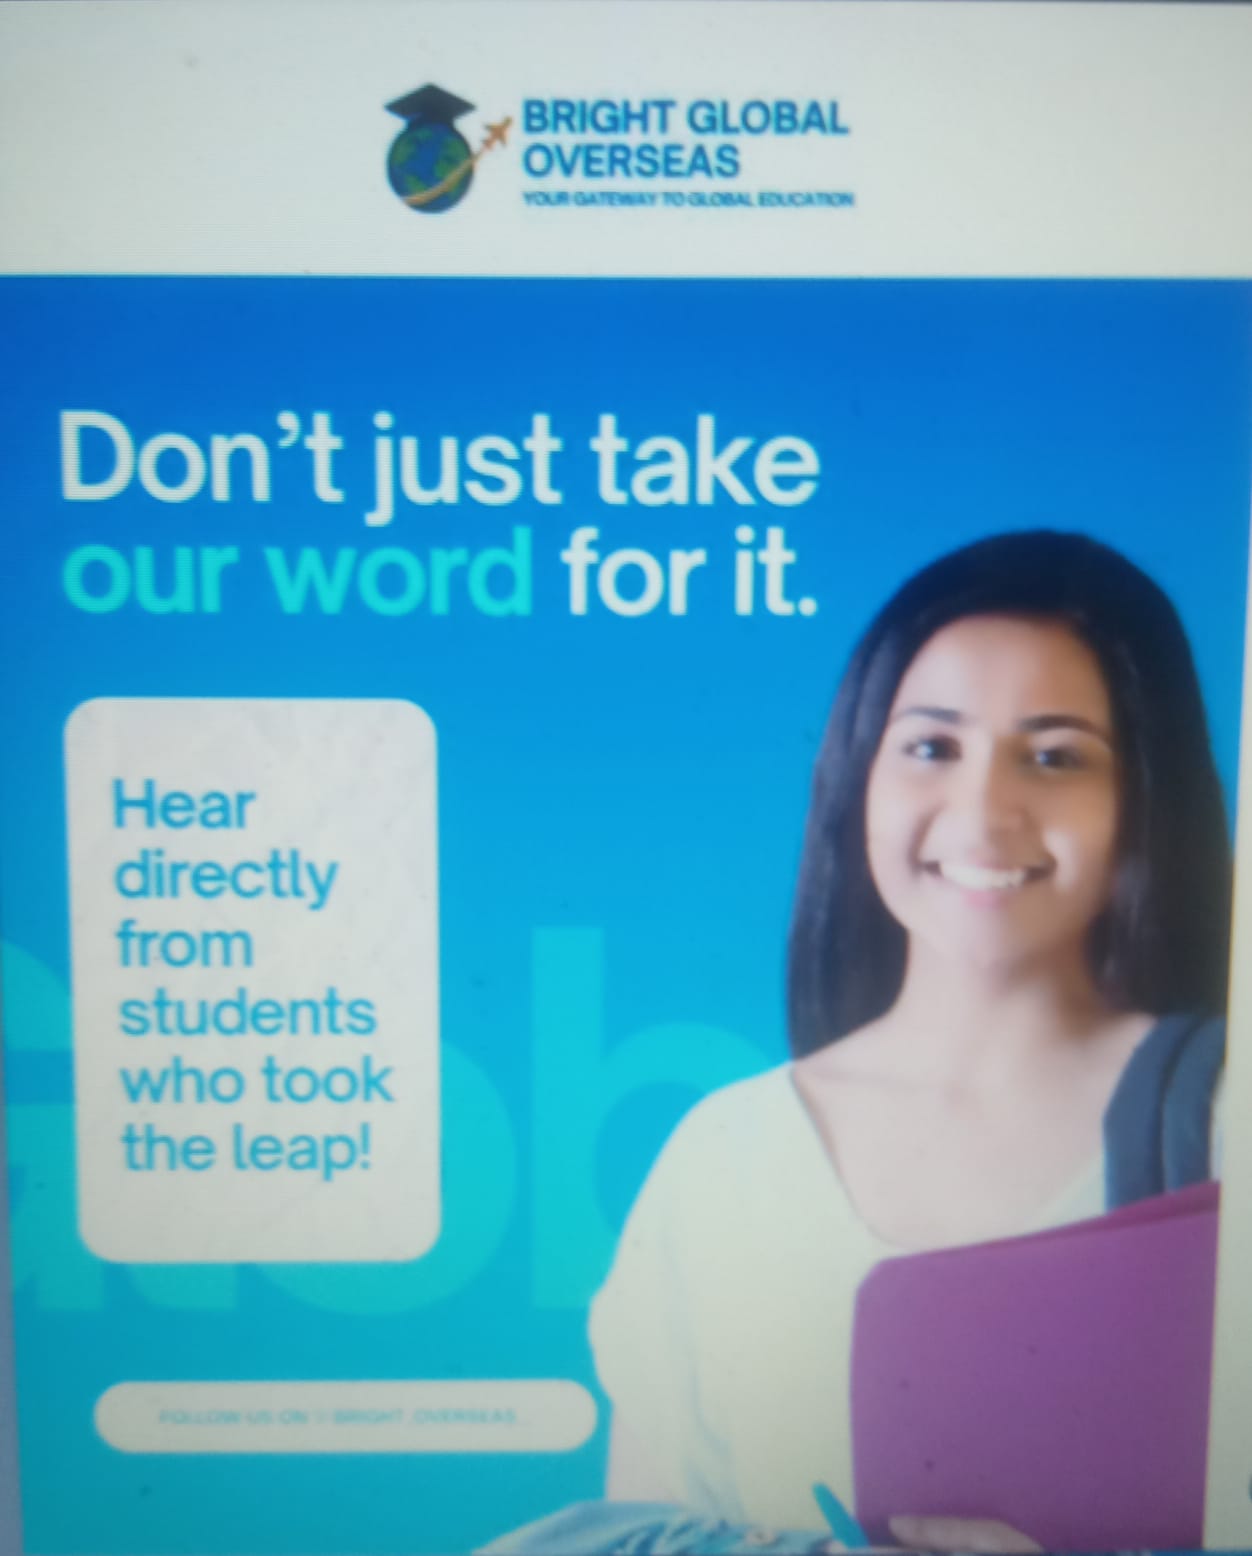 BRIGHT GLOBAL
OVERSEAS
YOUR GATEWAY TO GLOBAL EDUCATION
Don't just take
our word for it.
Hear
directly
from
students
who took
the leap!
Glob
FOLLOW US ON @BRIGHT_OVERSEAS